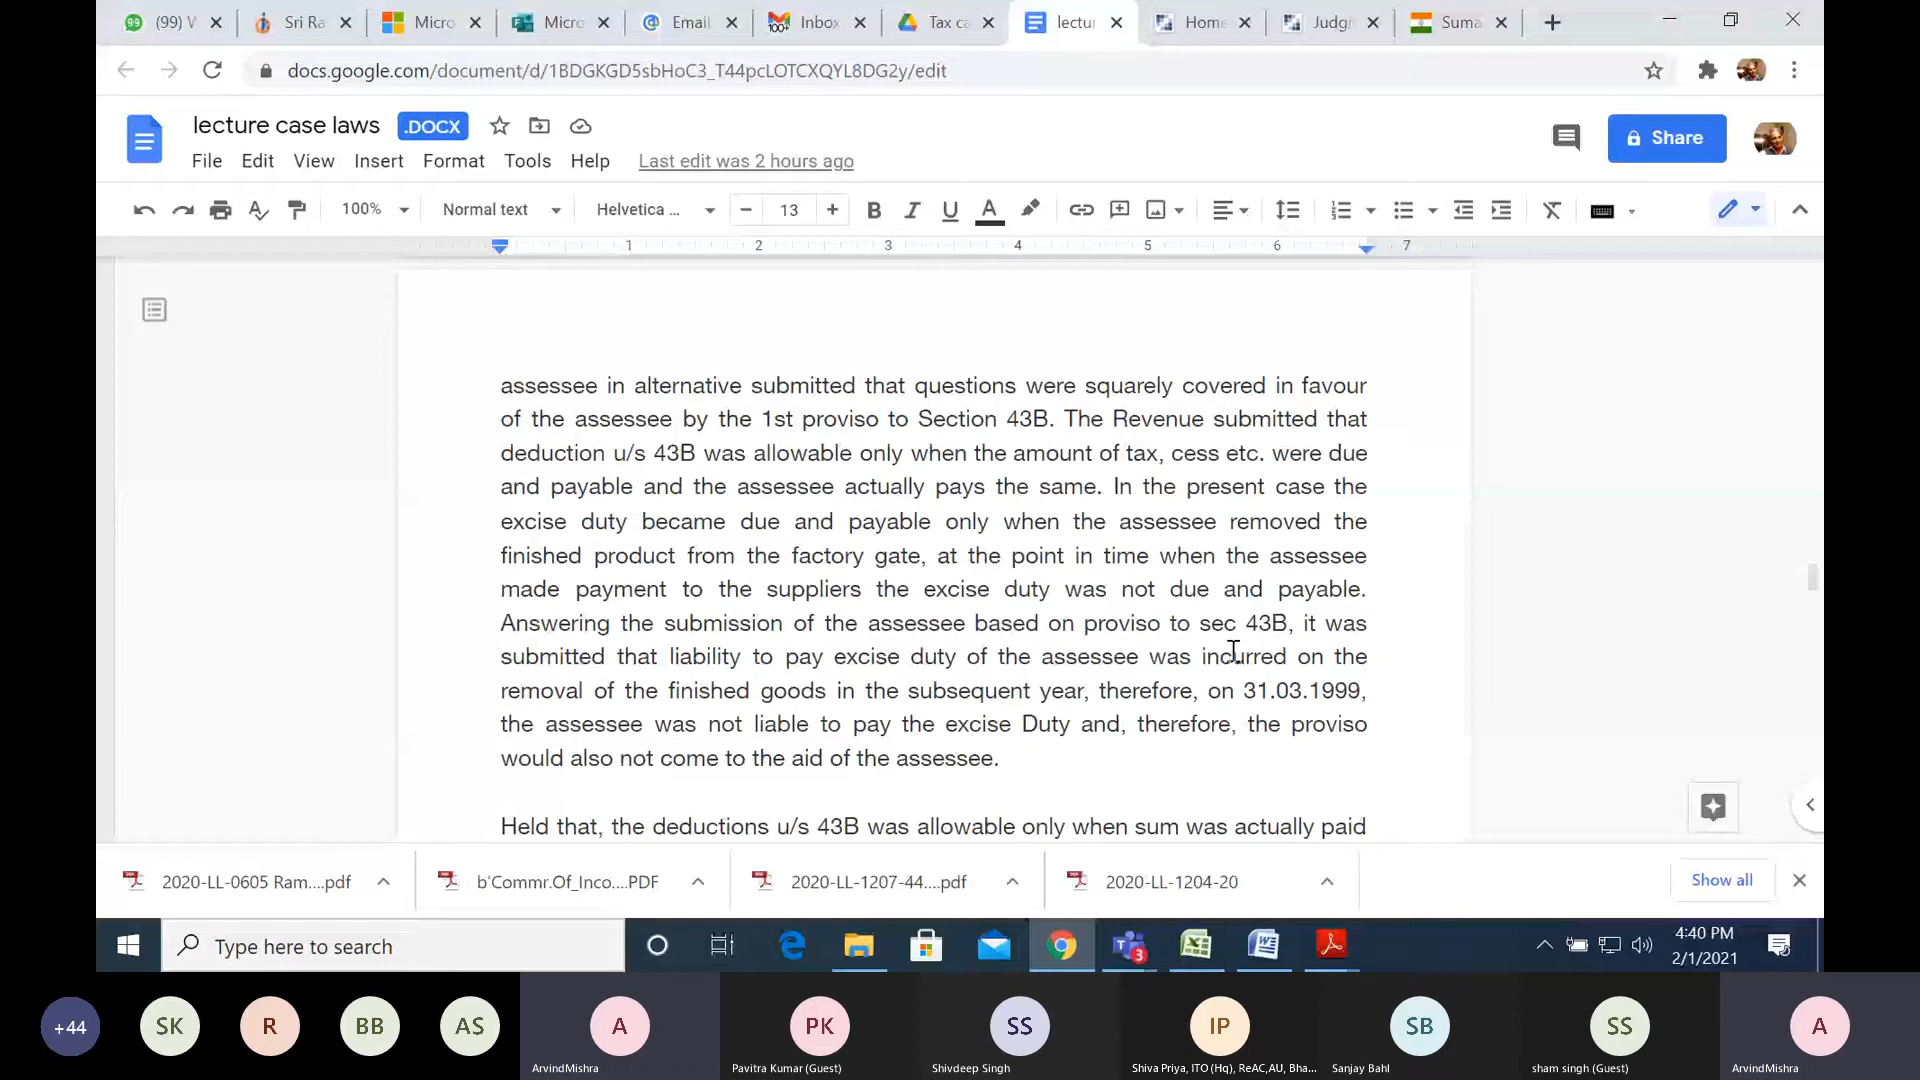 (99) W
Sri Ra
Micro
Micro
Email
Inbox
Tax ca
lectur
Home
Judgn
Suma
docs.google.com/document/d/1BDGKGD5sbHoC3_T44pcLOTCXQYL8DG2y/edit
lecture case laws .DOCX
Share
File Edit View Insert Format Tools Help Last edit was 2 hours ago
100% Normal text Helvetica ... 13
1 2 3 4 5 6 7
assessee in alternative submitted that questions were squarely covered in favour
of the assessee by the 1st proviso to Section 43B. The Revenue submitted that
deduction u/s 43B was allowable only when the amount of tax, cess etc. were due
and payable and the assessee actually pays the same. In the present case the
excise duty became due and payable only when the assessee removed the
finished product from the factory gate, at the point in time when the assessee
made payment to the suppliers the excise duty was not due and payable.
Answering the submission of the assessee based on proviso to sec 43B, it was
submitted that liability to pay excise duty of the assessee was incurred on the
removal of the finished goods in the subsequent year, therefore, on 31.03.1999,
the assessee was not liable to pay the excise Duty and, therefore, the proviso
would also not come to the aid of the assessee.
Held that, the deductions u/s 43B was allowable only when sum was actually paid
2020-LL-0605 Ram....pdf
b'Commr.Of_Inco....PDF
2020-LL-1207-44....pdf
2020-LL-1204-20
Show all
Type here to search
3
4:40 PM
2/1/2021
+44 SK R BB AS A PK SS IP SB SS A
ArvindMishra
Pavitra Kumar (Guest)
Shivdeep Singh
Shiva Priya, ITO (Hq), ReAC,AU, Bha...
Sanjay Bahl
sham singh (Guest)
ArvindMishra